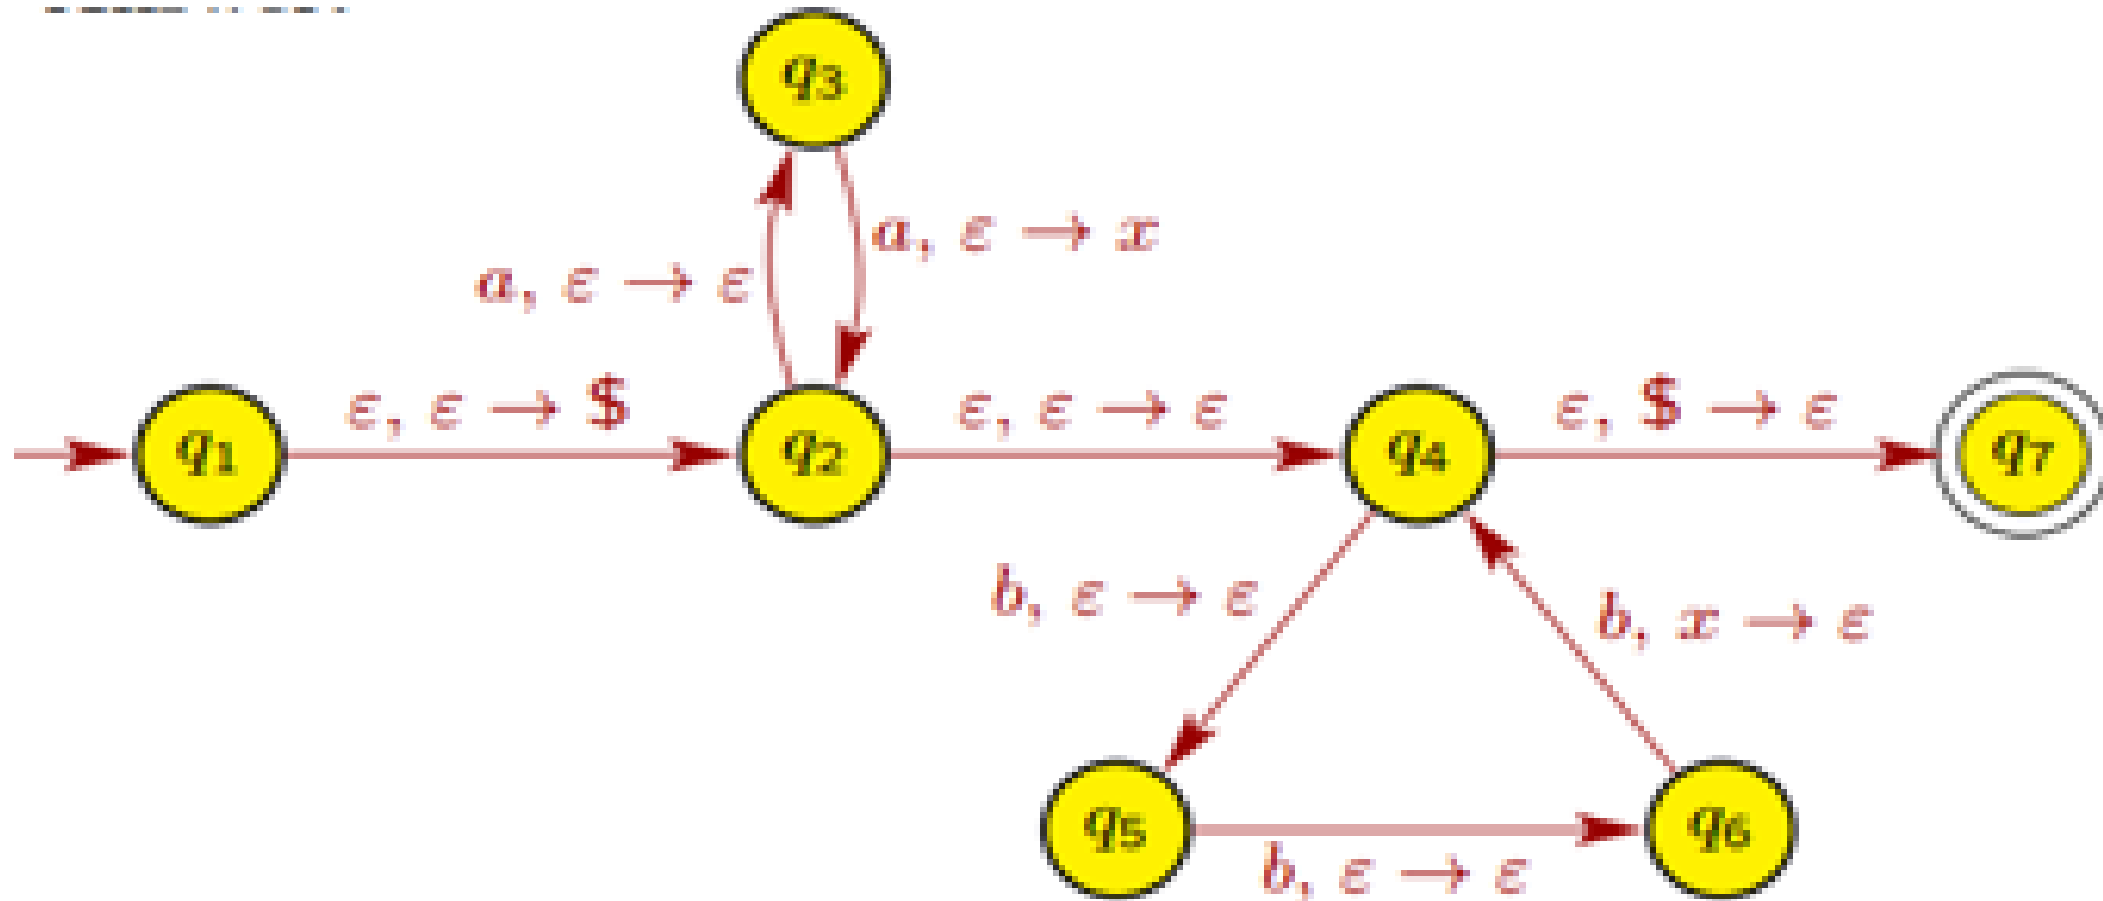 q3
a, ε → x
a, ε → ε
ε, ε → $
ε, ε → ε
ε, $ → ε
q1
q2
q4
q7
b, ε → ε
b, x → ε
q5
q6
b, ε → ε